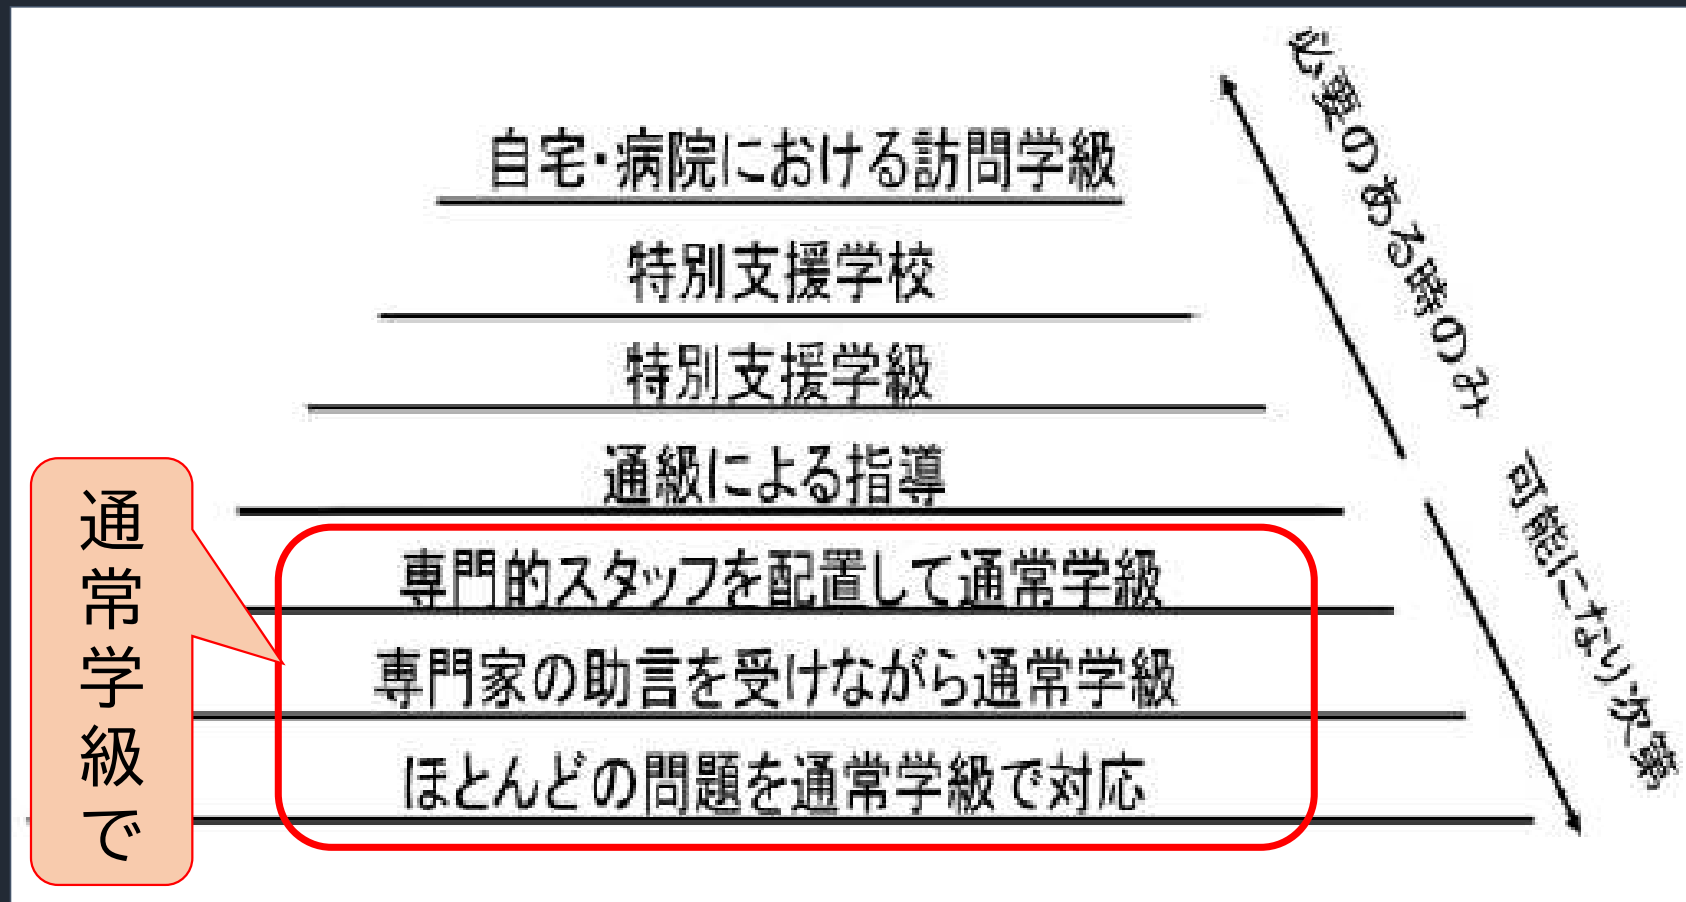 自宅・病院における訪問学級
特別支援学校
特別支援学級
通級による指導
専門的スタッフを配置して通常学級
専門家の助言を受けながら通常学級
ほとんどの問題を通常学級で対応
必要のある時のみ
可能になり次第
通常学級で